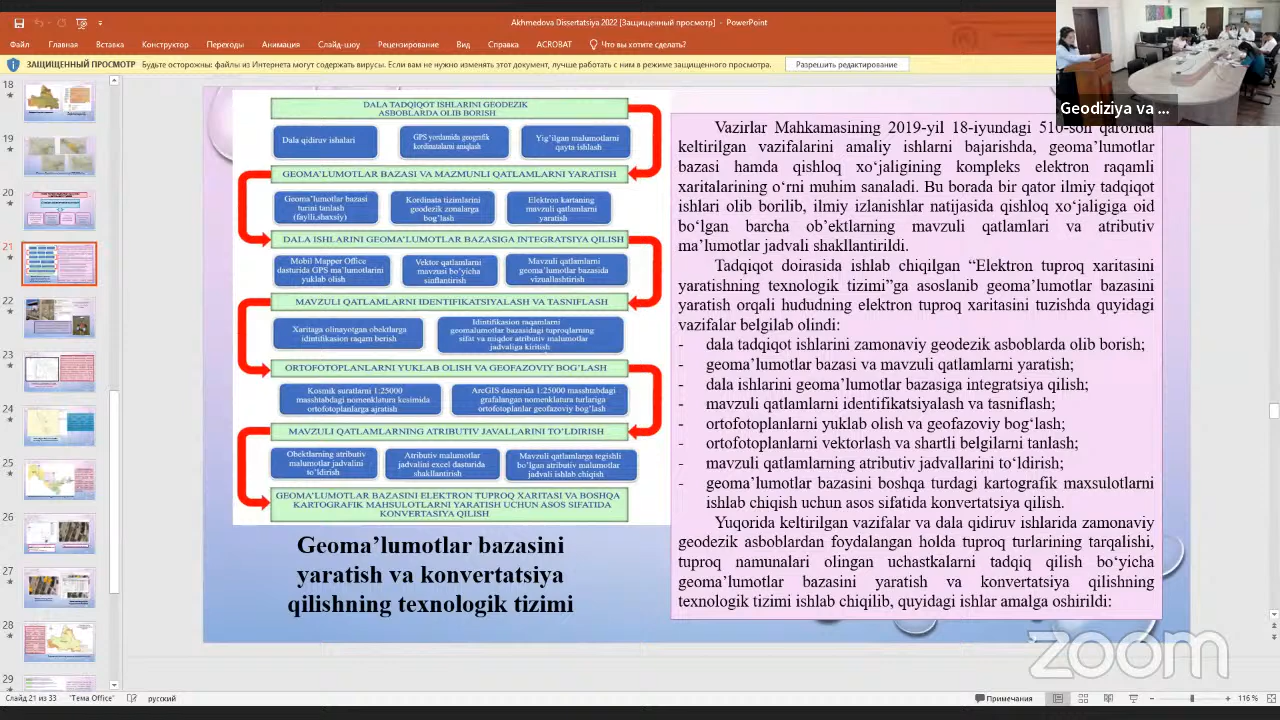 Akhmedova Dissertatsiya 2022 [Защищенный просмотр] - PowerPoint
Файл Главная Вставка Конструктор Переходы Анимация Слайд-шоу Рецензирование Вид Справка ACROBAT Что вы хотите сделать?
ЗАЩИЩЕННЫЙ ПРОСМОТР Будьте осторожны: файлы из Интернета могут содержать вирусы. Если вам не нужно изменять этот документ, лучше работать с ним в режиме защищенного просмотра. Разрешить редактирование
Geodiziya va ...
18
19
20
21
22
23
24
25
26
27
28
29
DALA TADQIQOT ISHLARINI GEODEZIK
ASBOBLARDA OLIB BORISH
Dala qidiruv ishalari
GPS yordamida geografik
kordinatalarni aniqlash
Yig'ilgan malumotlarni
qayta ishlash
GEOMA'LUMOTLAR BAZASI VA MAZMUNLI QATLAMLARNI YARATISH
Geoma'lumotlar bazasi
turini tanlash
(faylli,shaxsiy)
Kordinata tizimlarini
geodezik zonalarga
bog'lash
Elektron kartaning
mavzuli qatlamlarni
yaratish
DALA ISHLARINI GEOMA'LUMOTLAR BAZASIGA INTEGRATSIYA QILISH
Mobil Mapper Office
dasturida GPS ma'lumotlarini
yuklab olish
Vektor qatlamlarni
mavzusi bo'yicha
sinflantirish
Mavzuli qatlamlarni
geoma'lumotlar bazasida
vizuallashtirish
MAVZULI QATLAMLARNI IDENTIFIKATSIYALASH VA TASNIFLASH
Xaritaga olinayotgan obektlarga
identifikasion raqam berish
Idintifikasion raqamlarni
geomalumotlar bazasidagi tuproqlarning
sifat va miqdor atributiv malumotlar
jadvaliga kiritish
ORTOFOTOPLANLARNI YUKLAB OLISH VA GEOFAZOVIY BOG'LASH
Kosmik suratlarni 1:25000
masshtabdagi nomenklatura kesimida
ortofotoplanlarga ajratish
ArcGIS dasturida 1:25000 masshtabdagi
grafalangan nomenklatura turlariga
ortofotoplanlar geofazoviy bog'lash
MAVZULI QATLAMLARNING ATRIBUTIV JAVALLARINI TO'LDIRISH
Obektlarning atributiv
malumotlar jadvalini
to'ldirish
Atributiv malumotlar
jadvalini excel dasturida
shakllantirish
Mavzuli qatlamlarga tegishli
bo'lgan atributiv malumotlar
jadvali ishlab chiqish
GEOMA'LUMOTLAR BAZASINI ELEKTRON TUPROQ XARITASI VA BOSHQA
KARTOGRAFIK MAHSULOTLARNI YARATISH UCHUN ASOS SIFATIDA
KONVERTASIYA QILISH
Geoma'lumotlar bazasini
yaratish va konvertatsiya
qilishning texnologik tizimi
Vazirlar Mahkamasining 2019-yil 18-iyundagi 510-son
keltirilgan vazifalarini amaliy ishlarni bajarishda, geoma'lumotlar
bazasi hamda qishloq xo'jaligining kompleks elektron raqamli
xaritalarining o'rni muhim sanaladi. Bu borada bir qator ilmiy tadqiqot
ishlari olib borilib, ilmiy izlanishlar natijasida qishloq xo'jaligiga oid
bo'lgan barcha ob'ektlarning mavzuli qatlamlari va atributiv
ma'lumotlar jadvali shakllantirildi.
Tadqiqot doirasida ishlab chiqilgan "Elektron tuproq xaritasini
yaratishning texnologik tizimi"ga asoslanib geoma'lumotlar bazasini
yaratish orqali hududning elektron tuproq xaritasini tuzishda quyidagi
vazifalar belgilab olindi:
- dala tadqiqot ishlarini zamonaviy geodezik asboblarda olib borish;
- geoma'lumotlar bazasi va mavzuli qatlamlarni yaratish;
- dala ishlarini geoma'lumotlar bazasiga integratsiya qilish;
- mavzuli qatlamlarni identifikatsiyalash va tasniflash;
- ortofotoplanlarni yuklab olish va geofazoviy bog'lash;
- ortofotoplanlarni vektorlash va shartli belgilarni tanlash;
- mavzuli qatlamlarning atributiv jadvallarini to'ldirish;
- geoma'lumotlar bazasini boshqa turdagi kartografik maxsulotlarni
ishlab chiqish uchun asos sifatida konvertatsiya qilish.
Yuqorida keltirilgan vazifalar va dala qidiruv ishlarida zamonaviy
geodezik asboblardan foydalangan holda tuproq turlarining tarqalishi,
tuproq namunalari olingan uchastkalarni tadqiq qilish bo'yicha
geoma'lumotlar bazasini yaratish va konvertatsiya qilishning
texnologik tizimi ishlab chiqilib, quyidagi ishlar amalga oshirildi:
zoom
Слайд 21 из 33 "Тема Office" русский Примечания 116 %